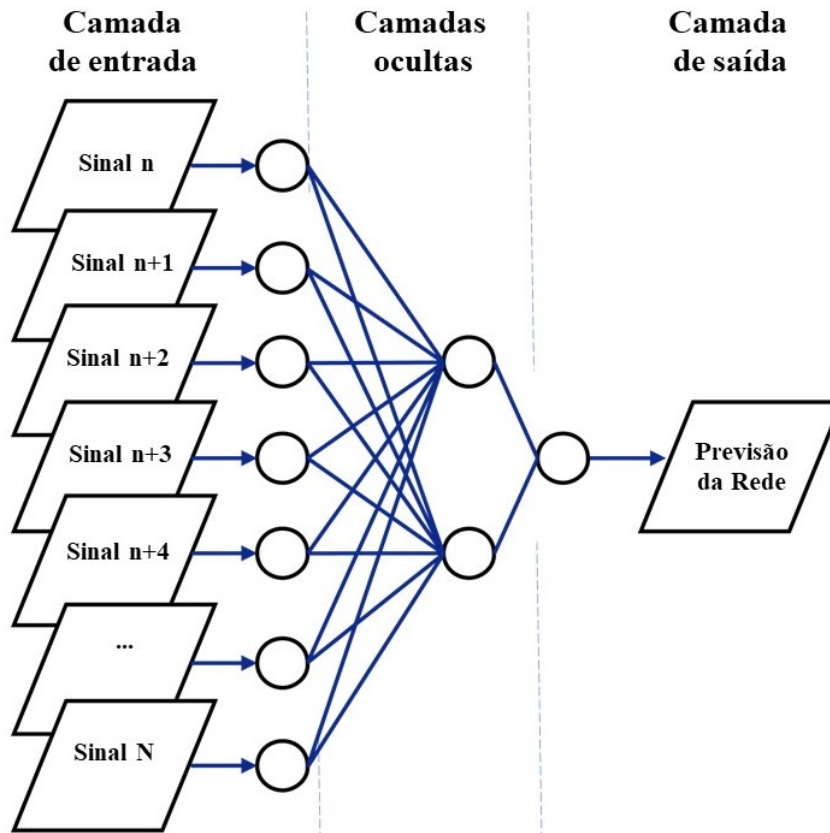 Camada
de entrada
Camadas
ocultas
Camada
de saída
Sinal n
Sinal n+1
Sinal n+2
Sinal n+3
Sinal n+4
...
Sinal N
Previsão
da Rede